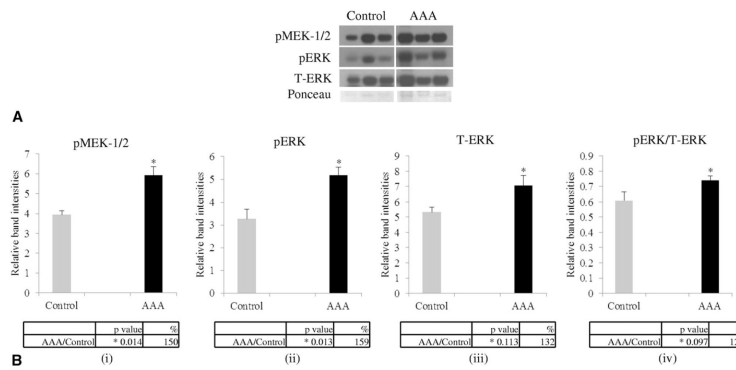 Control AAA
pMEK-1/2
pERK
T-ERK
Ponceau
A
pMEK-1/2
Relative band intensities
7
6
5
4
3
2
1
0
*
Control AAA
p value %
AAA/Control * 0.014 150
(i)
pERK
Relative band intensities
6
5
4
3
2
1
0
*
Control AAA
p value %
AAA/Control * 0.013 159
(ii)
T-ERK
Relative band intensities
9
8
7
6
5
4
3
2
1
0
*
Control AAA
p value %
AAA/Control * 0.113 132
(iii)
pERK/T-ERK
Relative band intensities
0.9
0.8
0.7
0.6
0.5
0.4
0.3
0.2
0.1
0
*
Control AAA
p value %
AAA/Control * 0.097
(iv)
B